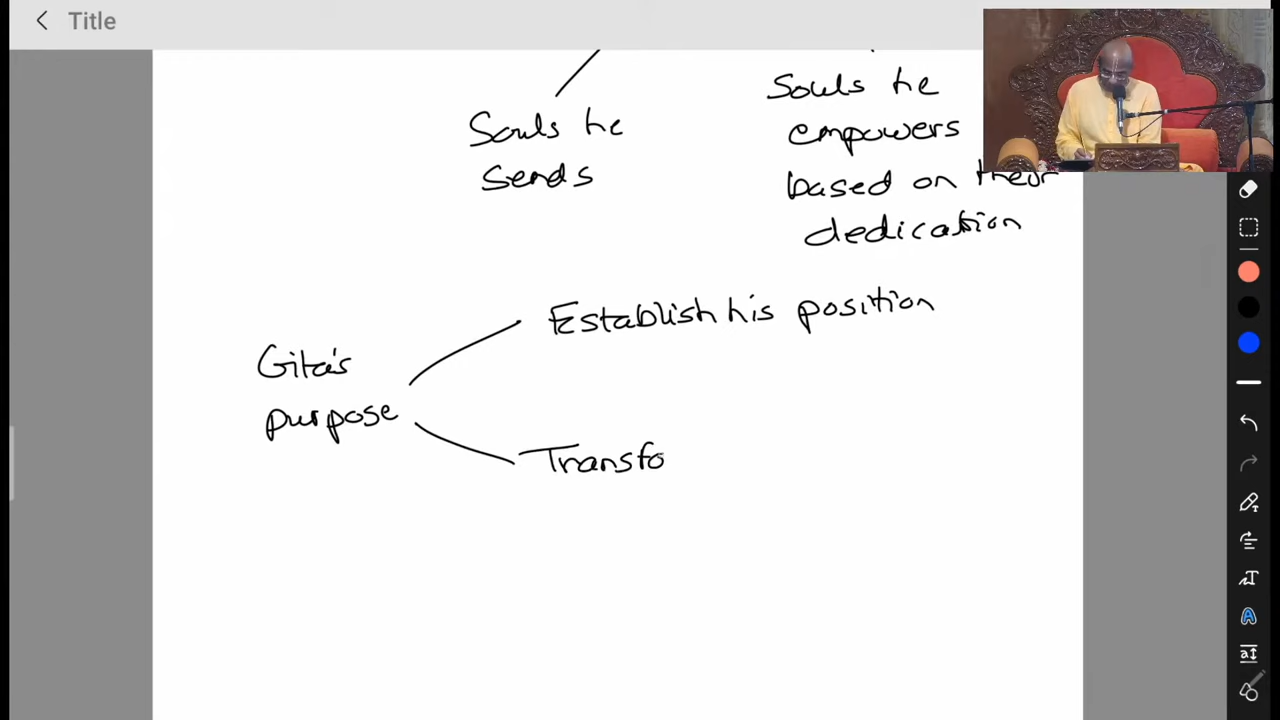 Title
Souls he
sends
Souls he
empowers
based on their
dedication
Establish his position
Gita's
purpose
Transfo